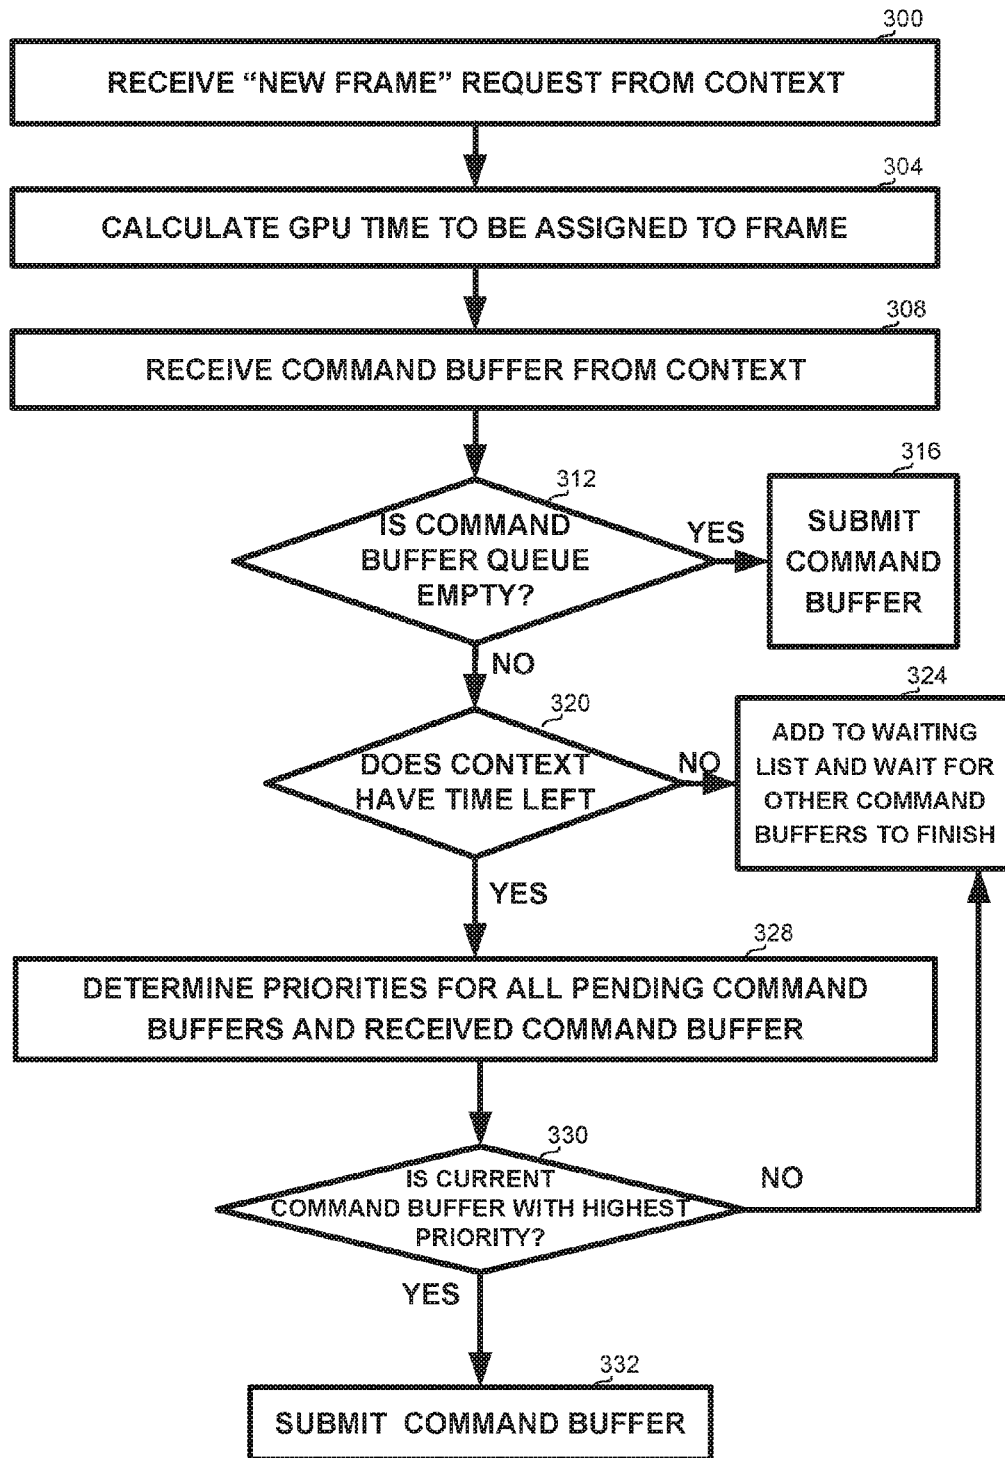 300
RECEIVE “NEW FRAME” REQUEST FROM CONTEXT
304
CALCULATE GPU TIME TO BE ASSIGNED TO FRAME
308
RECEIVE COMMAND BUFFER FROM CONTEXT
312
IS COMMAND
BUFFER QUEUE
EMPTY?
YES
316
SUBMIT
COMMAND
BUFFER
NO
320
DOES CONTEXT
HAVE TIME LEFT
NO
324
ADD TO WAITING
LIST AND WAIT FOR
OTHER COMMAND
BUFFERS TO FINISH
YES
328
DETERMINE PRIORITIES FOR ALL PENDING COMMAND
BUFFERS AND RECEIVED COMMAND BUFFER
330
IS CURRENT
COMMAND BUFFER WITH HIGHEST
PRIORITY?
NO
YES
332
SUBMIT COMMAND BUFFER